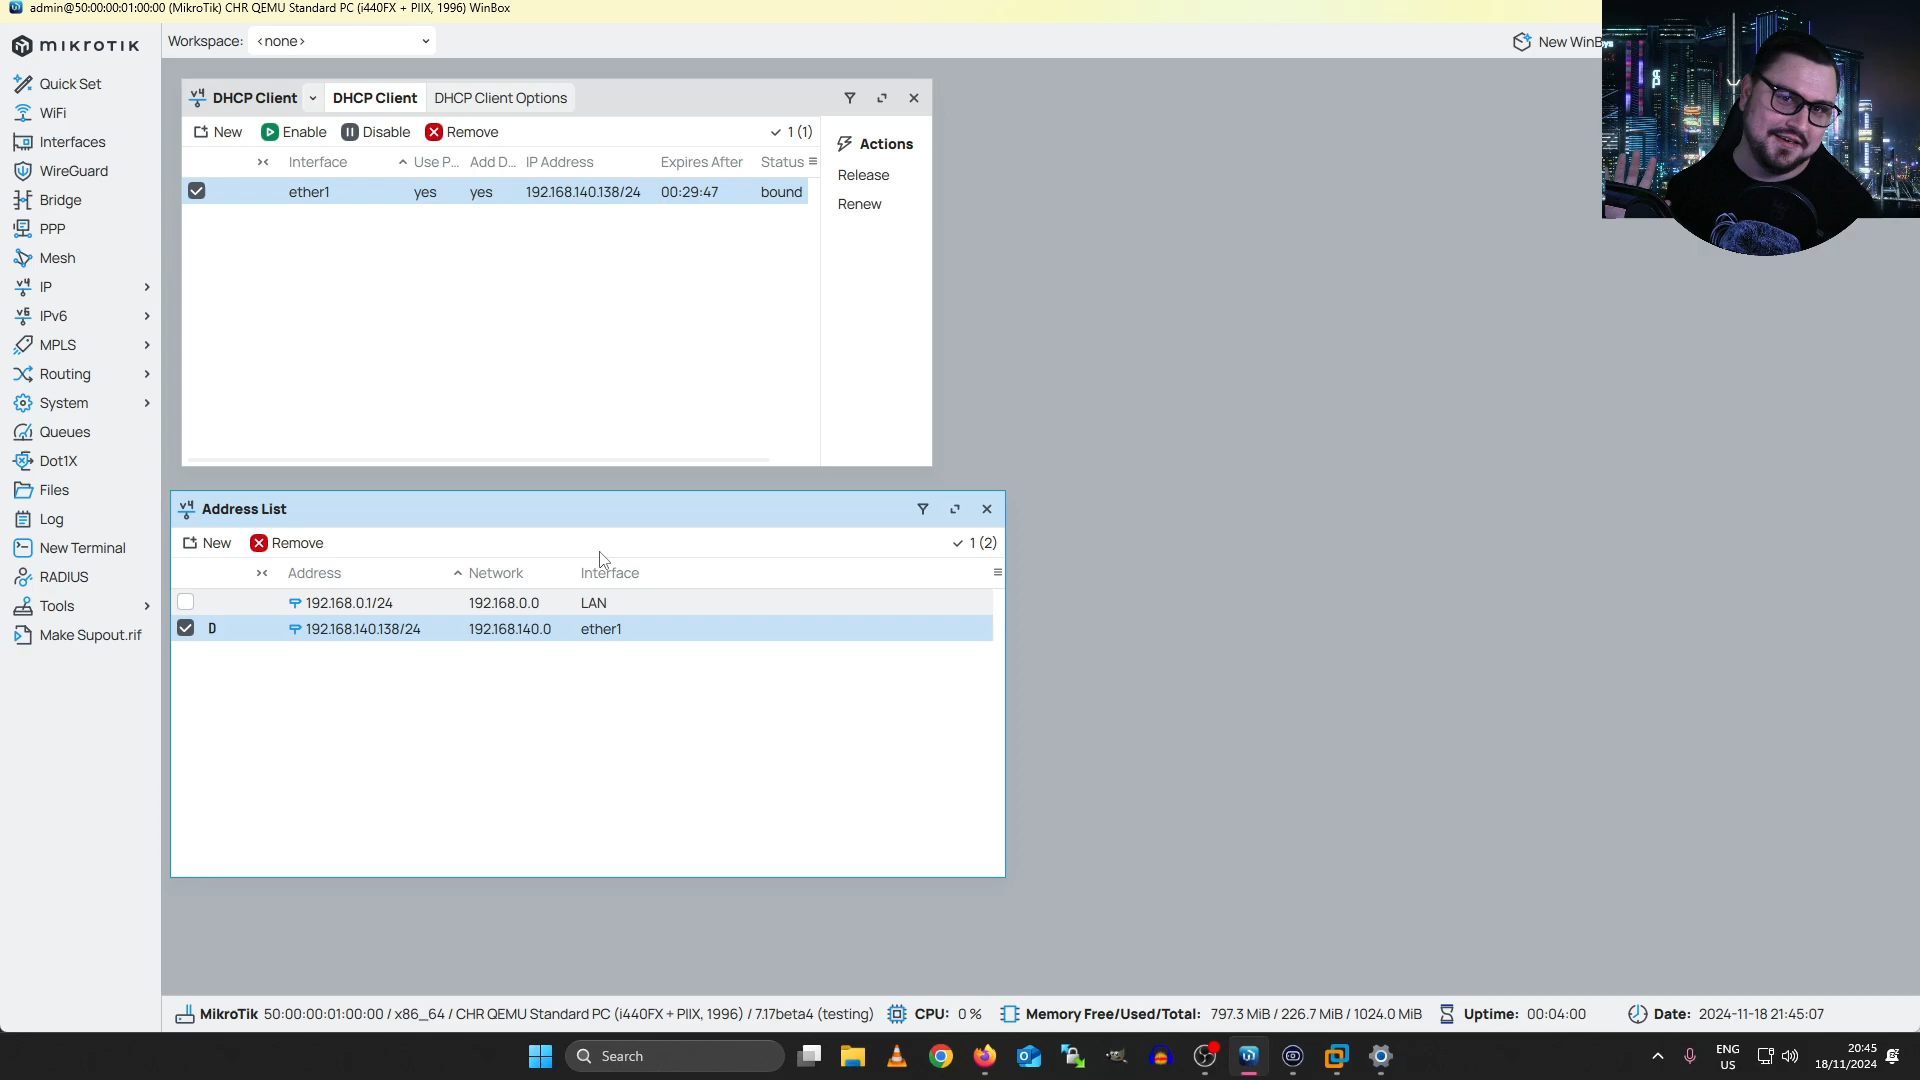 admin@50:00:00:01:00:00 (MikroTik) CHR QEMU Standard PC (i440FX + PIIX, 1996) WinBox
MIKROTIK
Workspace: <none>
New WinB
Quick Set
WiFi
Interfaces
WireGuard
Bridge
PPP
Mesh
IP
IPv6
MPLS
Routing
System
Queues
Dot1X
Files
Log
New Terminal
RADIUS
Tools
Make Supout.rif
DHCP Client DHCP Client DHCP Client Options
New Enable Disable Remove 1 (1)
Interface Use P... Add D... IP Address Expires After Status
ether1 yes yes 192.168.140.138/24 00:29:47 bound
Actions
Release
Renew
Address List
New Remove 1 (2)
Address Network Interface
192.168.0.1/24 192.168.0.0 LAN
D 192.168.140.138/24 192.168.140.0 ether1
MikroTik 50:00:00:01:00:00 / x86_64 / CHR QEMU Standard PC (i440FX + PIIX, 1996) / 7.17beta4 (testing) CPU: 0 % Memory Free/Used/Total: 797.3 MiB / 226.7 MiB / 1024.0 MiB Uptime: 00:04:00 Date: 2024-11-18 21:45:07
Search
ENG
US
20:45
18/11/2024